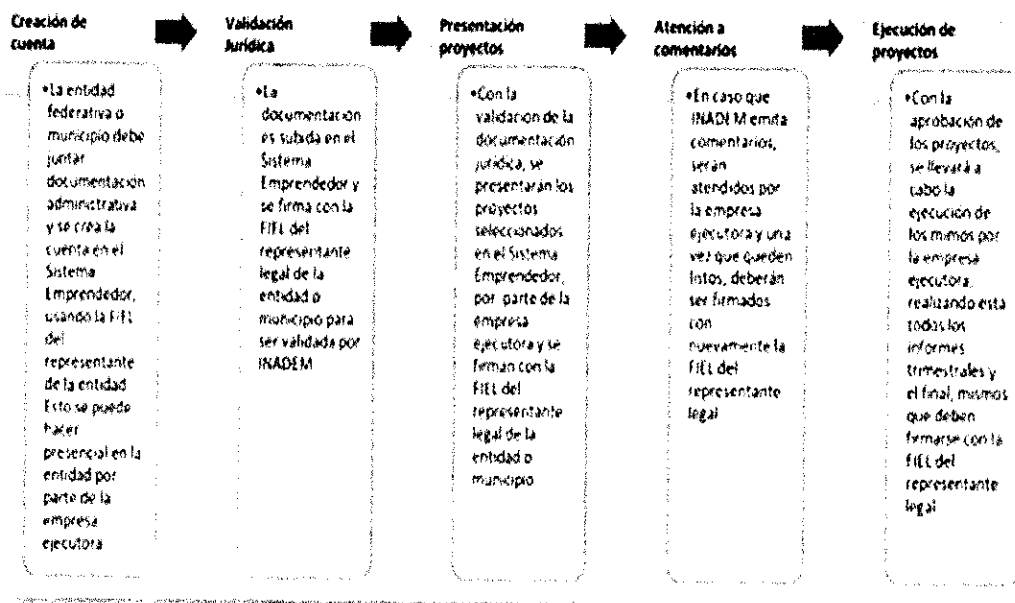 Creación de
cuenta
Validación
Jurídica
Presentación
proyectos
Atención a
comentarios
Ejecución de
proyectos
•La entidad
federativa o
municipio debe
juntar
documentación
administrativa
y se crea la
cuenta en el
Sistema
Emprendedor,
usando la FIEL
del
representante
de la entidad
Esto se puede
hacer
presencial en la
entidad por
parte de la
empresa
ejecutora
•La
documentación
es subida en el
Sistema
Emprendedor y
se firma con la
FIEL del
representante
legal de la
entidad o
municipio para
ser validada por
INADEM
•Con la
validación de la
documentación
jurídica, se
presentarán los
proyectos
seleccionados
en el Sistema
Emprendedor,
por parte de la
empresa
ejecutora y se
firman con la
FIEL del
representante
legal de la
entidad o
municipio
•En caso que
INADEM emita
comentarios,
serán
atendidos por
la empresa
ejecutora y una
vez que queden
listos, deberán
ser firmados
con
nuevamente la
FIEL del
representante
legal
•Con la
aprobación de
los proyectos,
se llevará a
cabo la
ejecución de
los mimos por
la empresa
ejecutora,
realizando esta
todos los
informes
trimestrales y
el final, mismos
que deben
firmarse con la
FIEL del
representante
legal